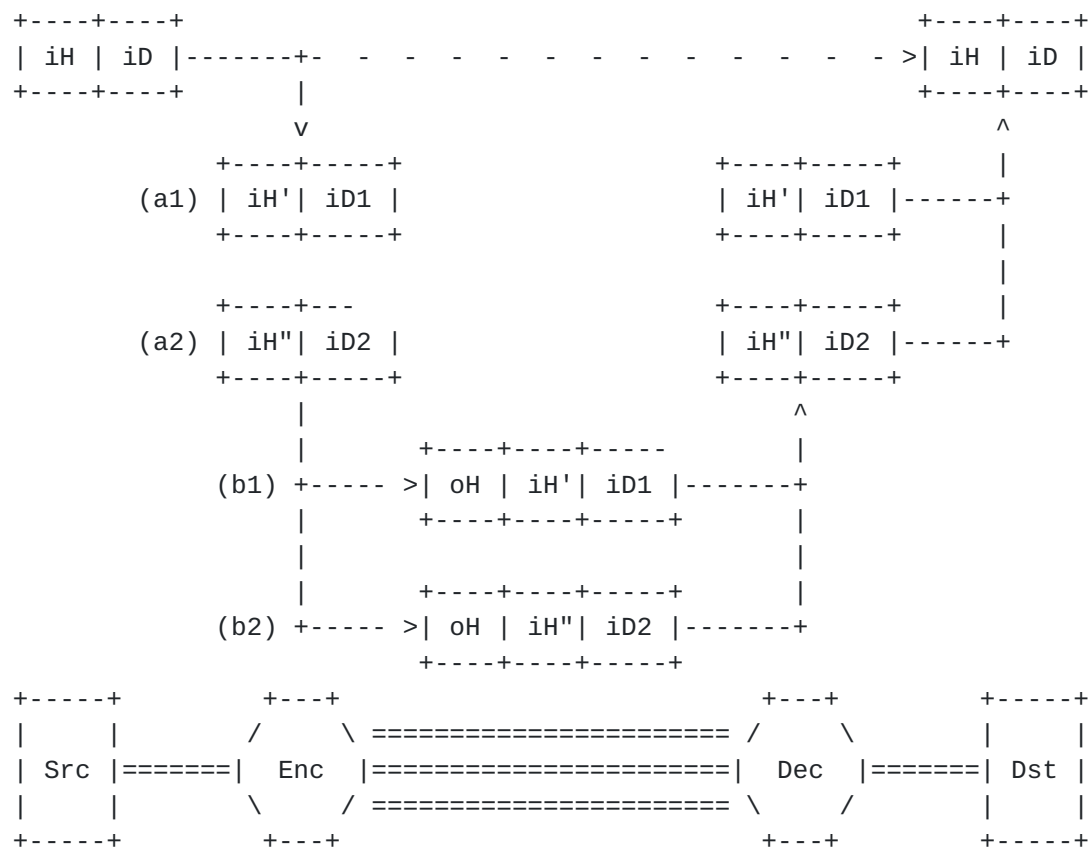 +----+----+                                               +----+----+
| iH | iD |-------+-  -  -  -  -  -  -  -  -  -  -  -  - >| iH | iD |
+----+----+       |                                       +----+----+
                  v                                            ^
             +----+-----+                    +----+-----+      |
        (a1) | iH'| iD1 |                    | iH'| iD1 |------+
             +----+-----+                    +----+-----+      |
                                                               |
             +----+---                       +----+-----+      |
        (a2) | iH"| iD2 |                    | iH"| iD2 |------+
             +----+-----+                    +----+-----+
                  |                               ^
                  |       +----+----+-----        |
             (b1) +----- >| oH | iH'| iD1 |-------+
                  |       +----+----+-----+       |
                  |                               |
                  |       +----+----+-----+       |
             (b2) +----- >| oH | iH"| iD2 |-------+
                          +----+----+-----+
+-----+         +---+                           +---+         +-----+
|     |        /     \ ======================= /     \        |     |
| Src |=======|  Enc  |=======================|  Dec  |=======| Dst |
|     |        \     / ======================= \     /        |     |
+-----+         +---+                           +---+         +-----+